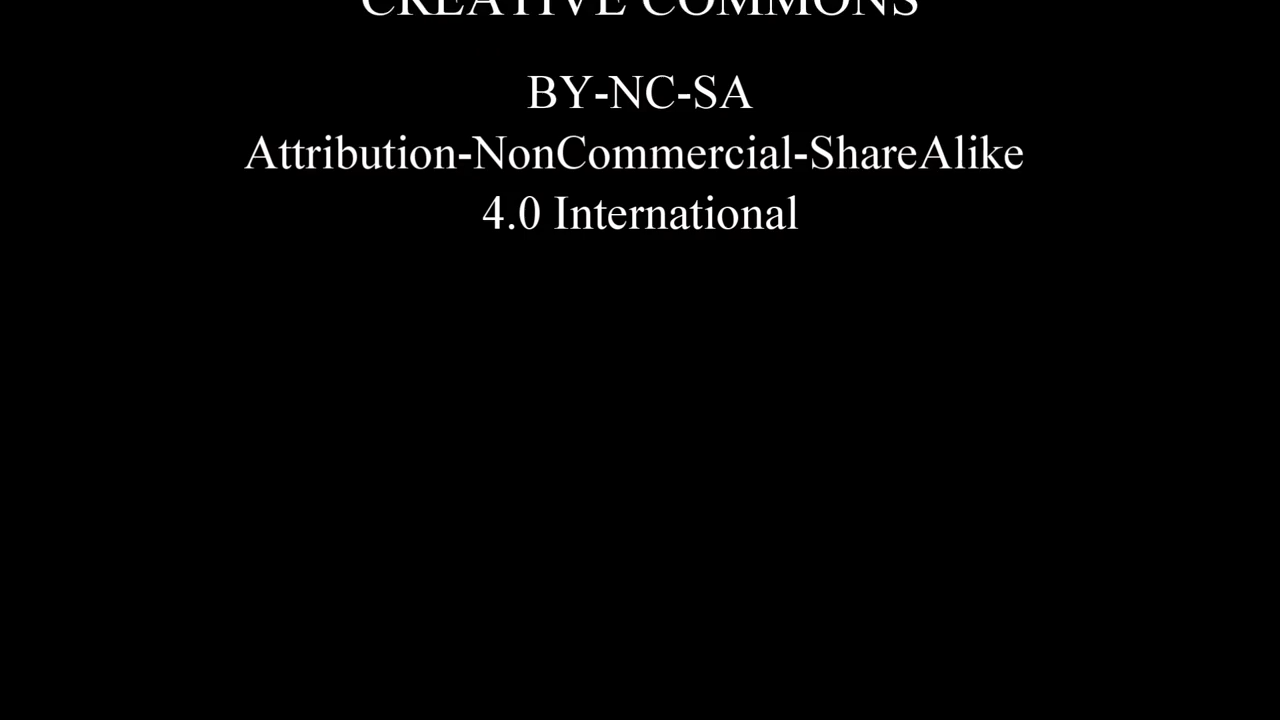 CREATIVE COMMONS
BY-NC-SA
Attribution-NonCommercial-ShareAlike
4.0 International